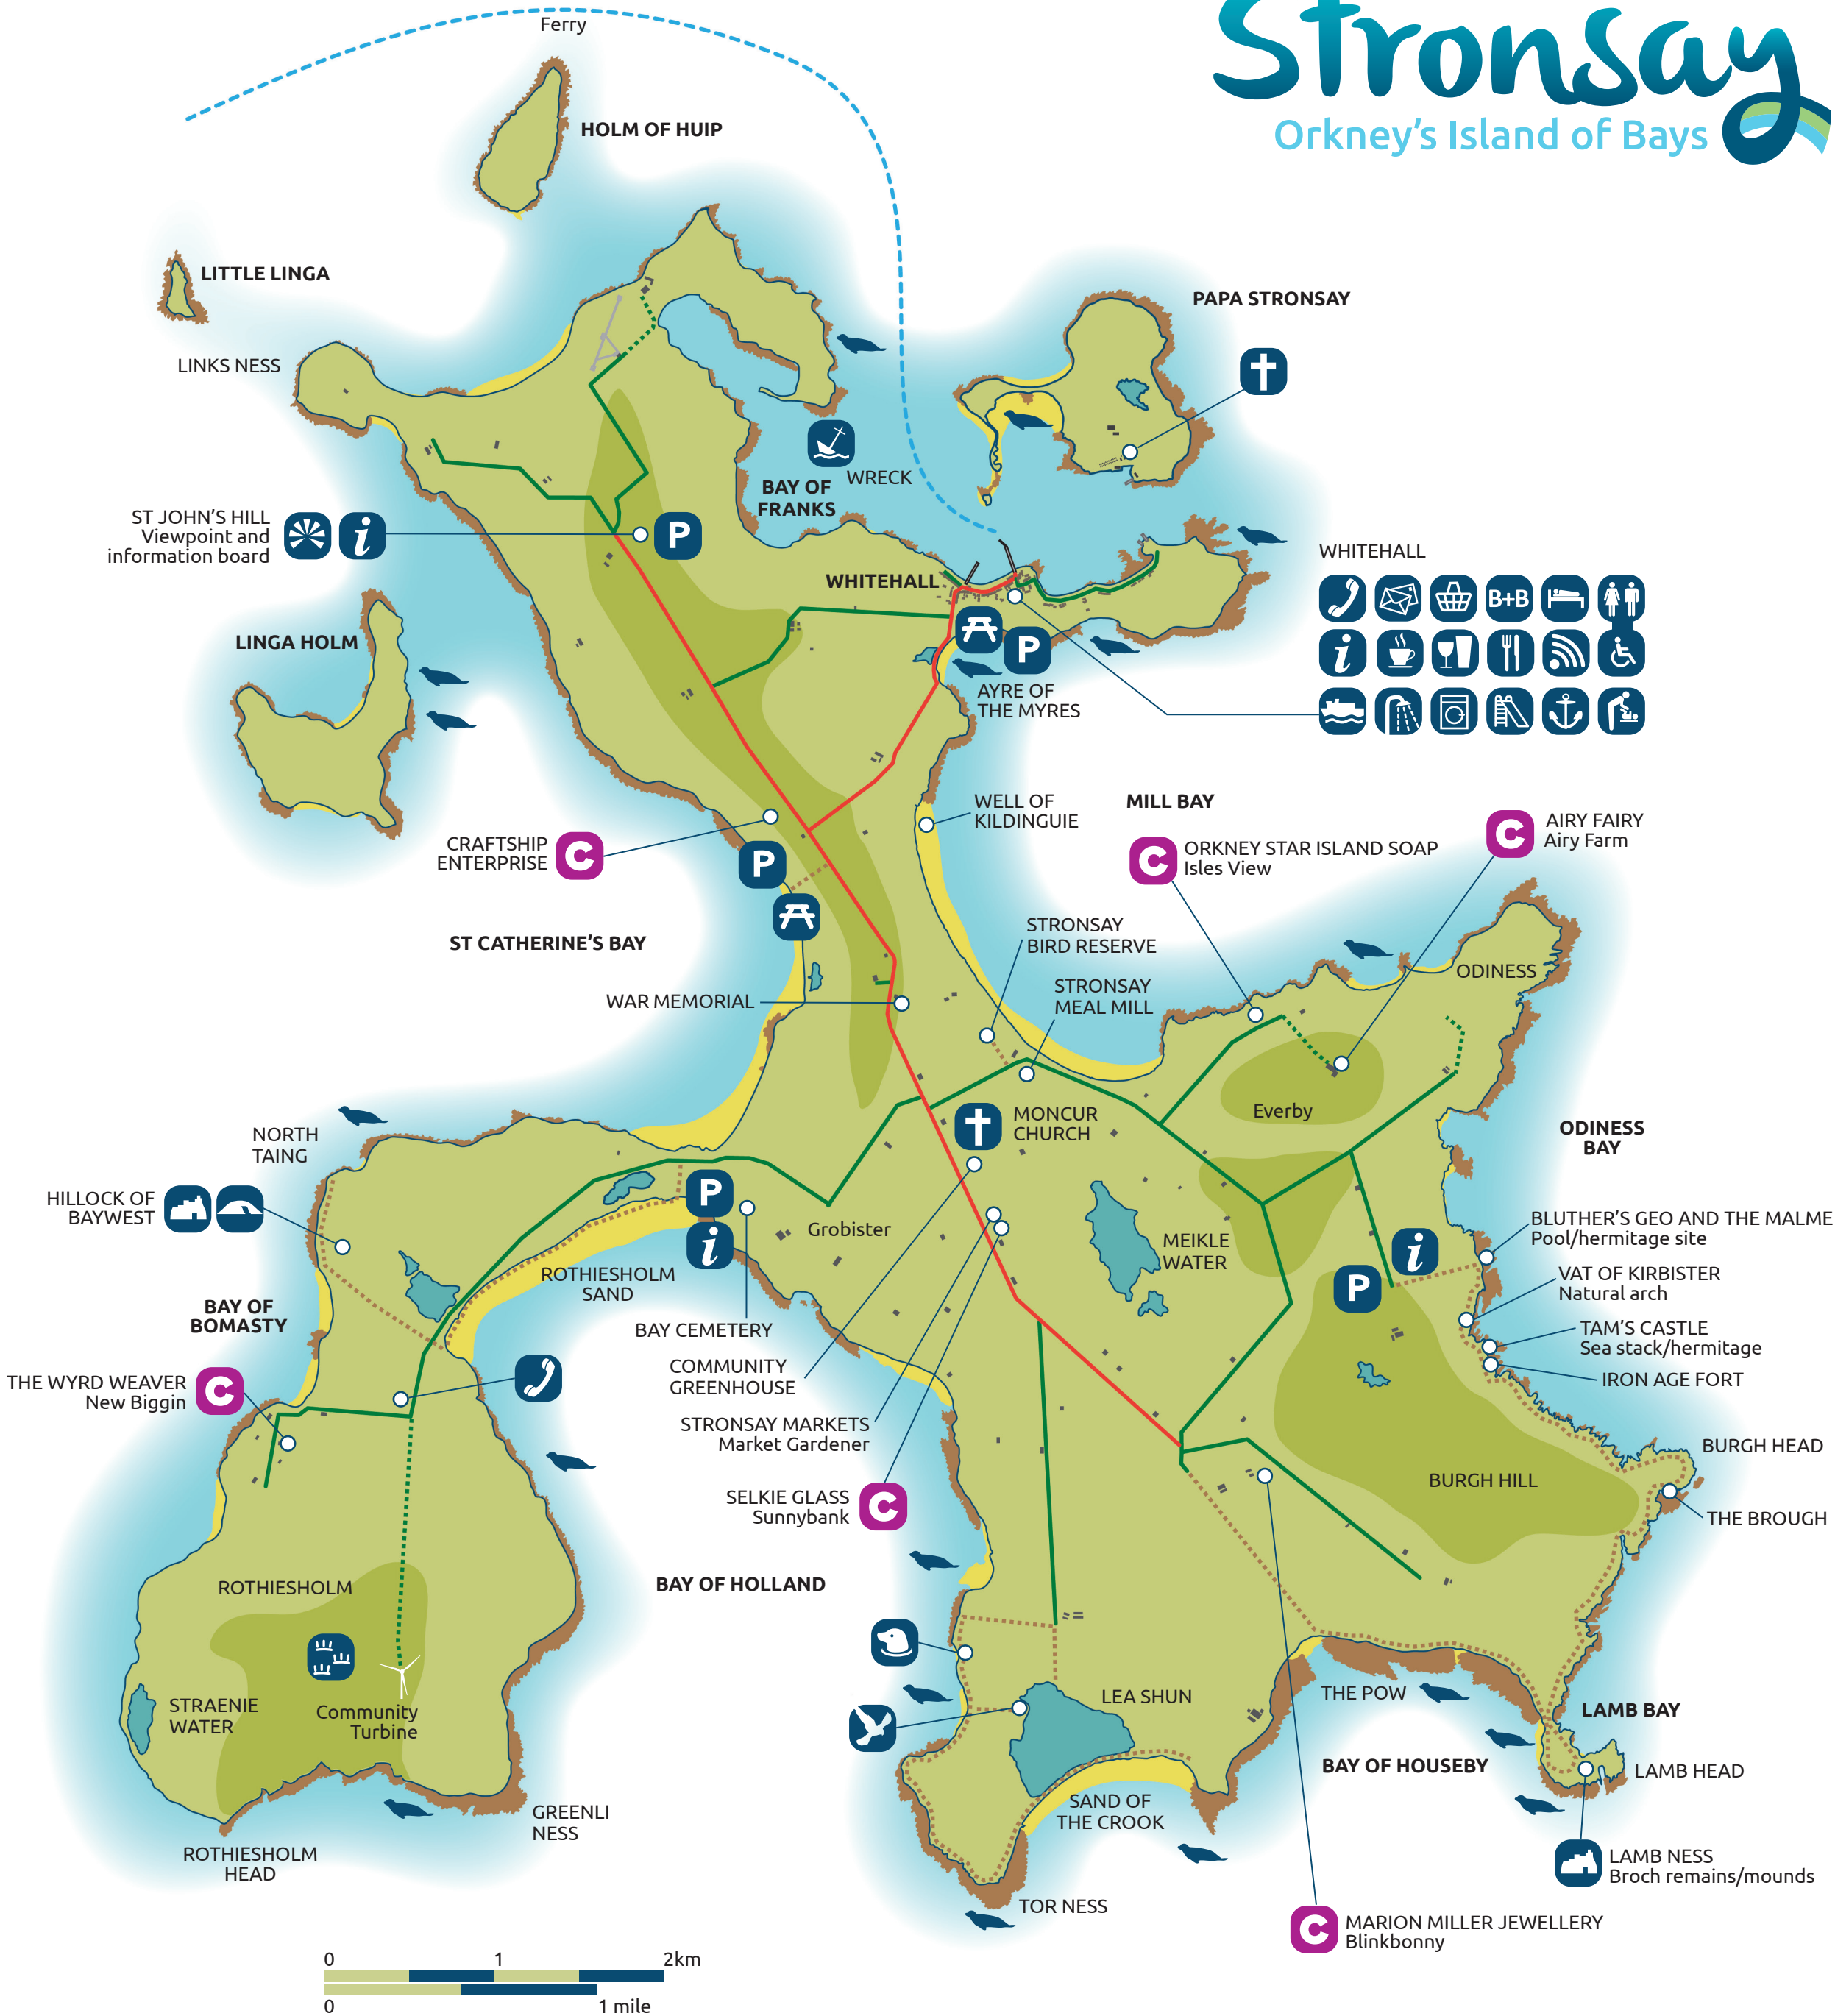 Stronsay
Orkney's Island of Bays
Ferry
HOLM OF HUIP
LITTLE LINGA
PAPA STRONSAY
LINKS NESS
WRECK
BAY OF
FRANKS
ST JOHN'S HILL
Viewpoint and
information board
i
P
WHITEHALL
WHITEHALL
B+B
i
P
LINGA HOLM
AYRE OF
THE MYRES
WELL OF
KILDINGUIE
MILL BAY
AIRY FAIRY
Airy Farm
C
ORKNEY STAR ISLAND SOAP
Isles View
C
CRAFTSHIP
ENTERPRISE
C
P
ST CATHERINE'S BAY
STRONSAY
BIRD RESERVE
ODINESS
STRONSAY
MEAL MILL
WAR MEMORIAL
Everby
MONCUR
CHURCH
ODINESS
BAY
NORTH
TAING
HILLOCK OF
BAYWEST
P
i
Grobister
MEIKLE
WATER
BLUTHER'S GEO AND THE MALME
Pool/hermitage site
i
P
VAT OF KIRBISTER
Natural arch
ROTHIESHOLM
SAND
BAY OF
BOMASTY
BAY CEMETERY
TAM'S CASTLE
Sea stack/hermitage
IRON AGE FORT
COMMUNITY
GREENHOUSE
THE WYRD WEAVER
New Biggin
C
STRONSAY MARKETS
Market Gardener
BURGH HEAD
BURGH HILL
SELKIE GLASS
Sunnybank
C
THE BROUGH
ROTHIESHOLM
BAY OF HOLLAND
STRAENIE
WATER
Community
Turbine
LEA SHUN
THE POW
LAMB BAY
BAY OF HOUSEBY
LAMB HEAD
SAND OF
THE CROOK
GREENLI
NESS
ROTHIESHOLM
HEAD
LAMB NESS
Broch remains/mounds
TOR NESS
C
MARION MILLER JEWELLERY
Blinkbonny
0 1 2km
0 1 mile